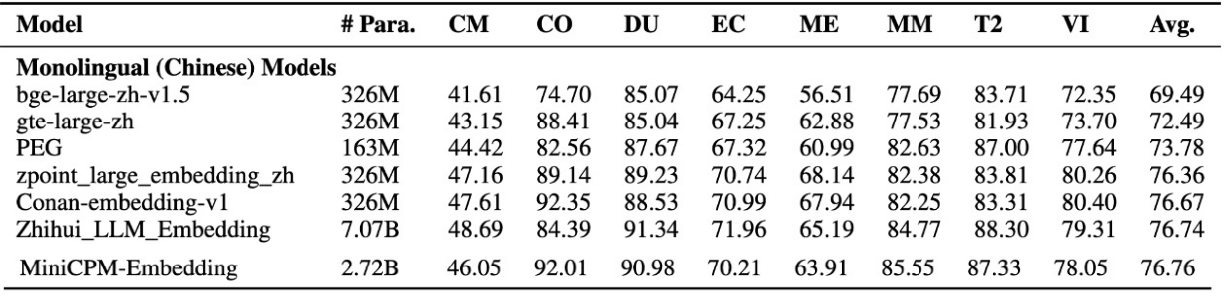 Model # Para. CM CO DU EC ME MM T2 VI Avg.
Monolingual (Chinese) Models
bge-large-zh-v1.5 326M 41.61 74.70 85.07 64.25 56.51 77.69 83.71 72.35 69.49
gte-large-zh 326M 43.15 88.41 85.04 67.25 62.88 77.53 81.93 73.70 72.49
PEG 163M 44.42 82.56 87.67 67.32 60.99 82.63 87.00 77.64 73.78
zpoint_large_embedding_zh 326M 47.16 89.14 89.23 70.74 68.14 82.38 83.81 80.26 76.36
Conan-embedding-v1 326M 47.61 92.35 88.53 70.99 67.94 82.25 83.31 80.40 76.67
Zhihui_LLM_Embedding 7.07B 48.69 84.39 91.34 71.96 65.19 84.77 88.30 79.31 76.74
MiniCPM-Embedding 2.72B 46.05 92.01 90.98 70.21 63.91 85.55 87.33 78.05 76.76